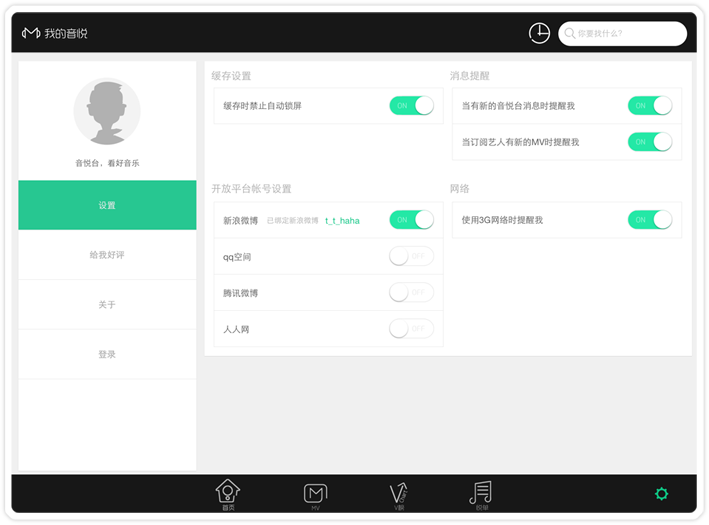 我的音悦
你要找什么?
音悦台，看好音乐
设置
给我好评
关于
登录
缓存设置
缓存时禁止自动锁屏
ON
消息提醒
当有新的音悦台消息时提醒我
ON
当订阅艺人有新的MV时提醒我
ON
开放平台帐号设置
新浪微博 已绑定新浪微博 t_t_haha
ON
qq空间
OFF
腾讯微博
OFF
人人网
OFF
网络
使用3G网络时提醒我
ON
首页
MV
V榜
悦单